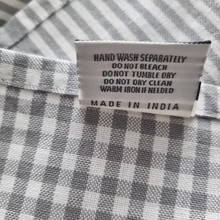 HAND WASH SEPARATELY
DO NOT BLEACH
DO NOT TUMBLE DRY
DO NOT DRY CLEAN
WARM IRON IF NEEDED
MADE IN INDIA